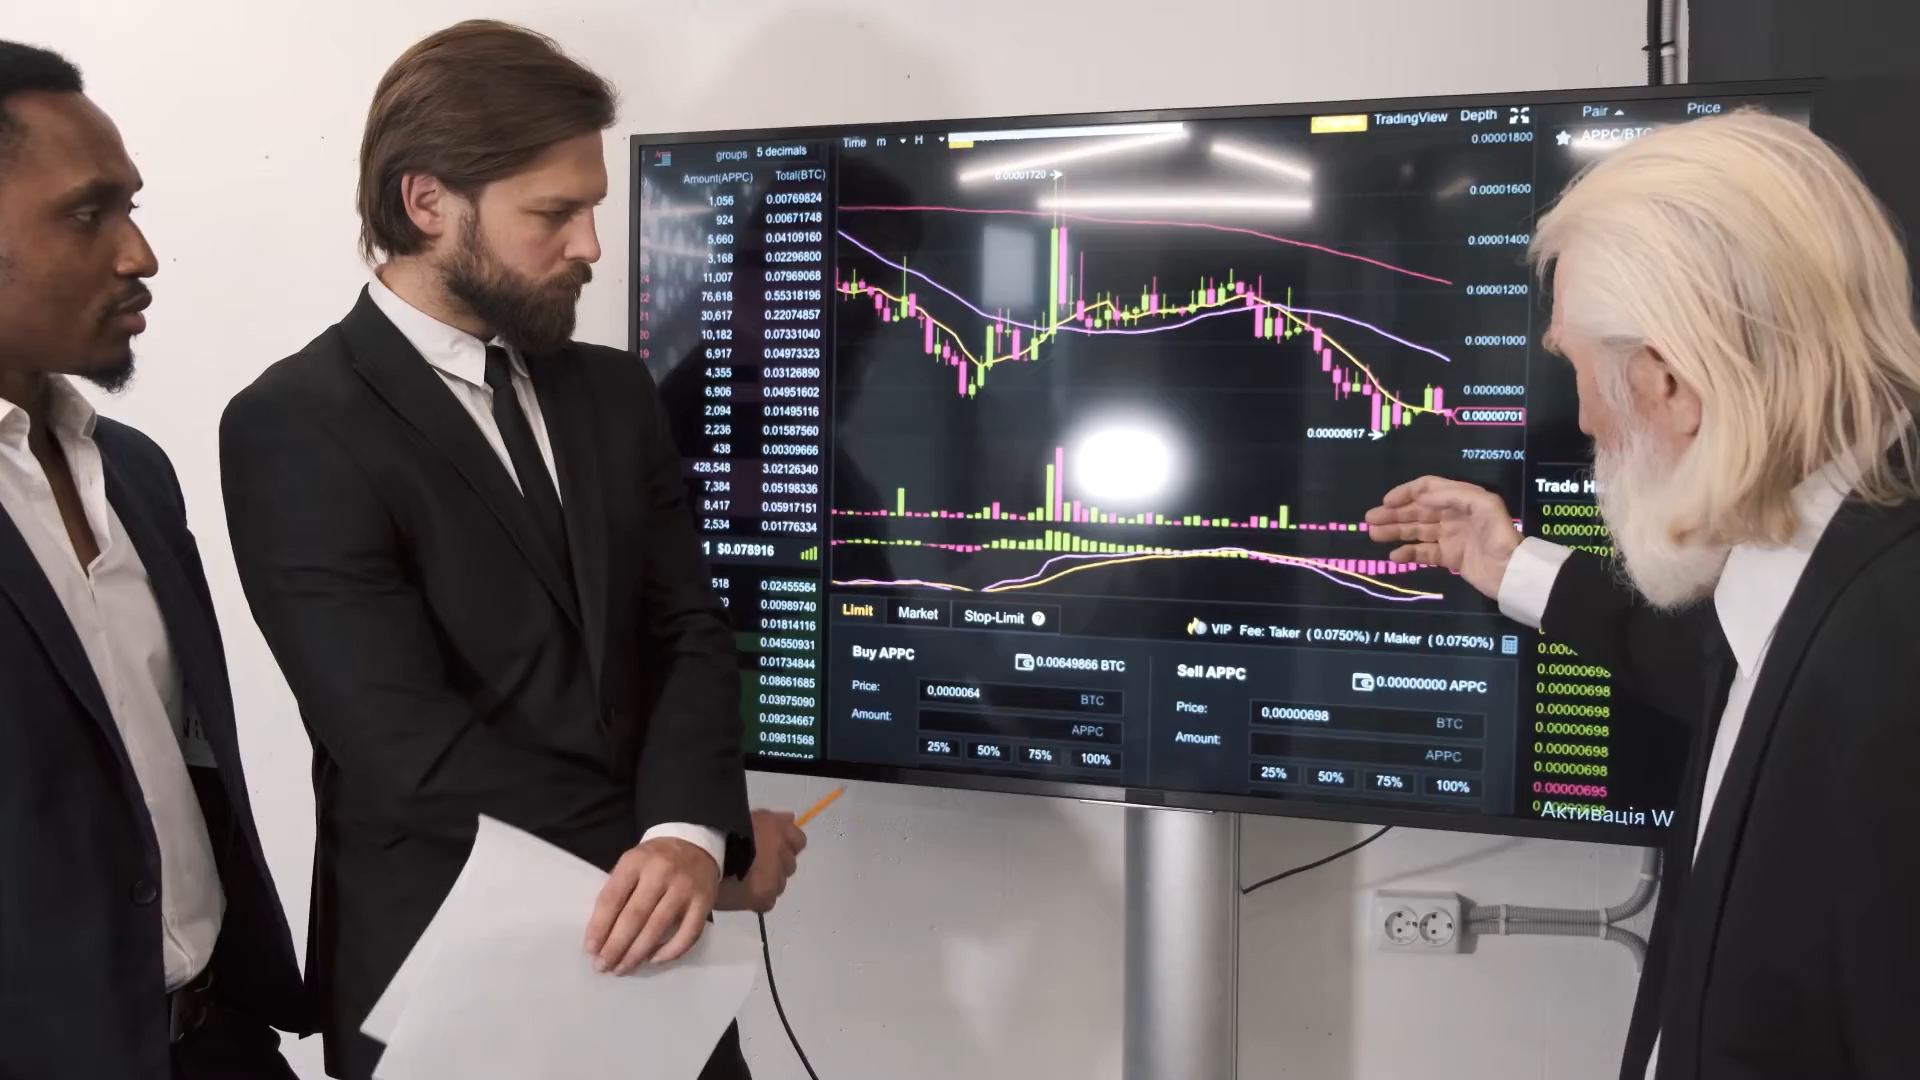 groups 5 decimals
Amount(APPC) Total(BTC)
1,056 0.00769824
924 0.00671748
5,660 0.04109160
3,168 0.02296800
11,007 0.07969068
76,618 0.55318196
30,617 0.22074857
10,182 0.07331040
6,917 0.04973323
4,355 0.03126890
6,906 0.04951602
2,094 0.01495116
2,236 0.01587560
438 0.00309666
428,548 3.02126340
7,384 0.05198336
8,417 0.05917151
2,534 0.01776334
$0.078916
518 0.02455564
0.00989740
0.01814116
0.04550931
0.01734844
0.08661685
0.03975090
0.09234667
0.09811568
Time m H
TradingView Depth
0.00001720
0.00001800
0.00001600
0.00001400
0.00001200
0.00001000
0.00000800
0.00000701
0.00000617
70720570.00
Limit Market Stop-Limit ?
VIP Fee: Taker ( 0.0750%) / Maker ( 0.0750%)
Buy APPC 0.00649866 BTC
Price: 0,0000064 BTC
Amount: APPC
25% 50% 75% 100%
Sell APPC 0.00000000 APPC
Price: 0,00000698 BTC
Amount: APPC
25% 50% 75% 100%
Pair Price
APPC/BTC
Trade
0.00000698
0.00000698
0.00000698
0.00000698
0.00000698
0.00000698
0.00000695
Активація W